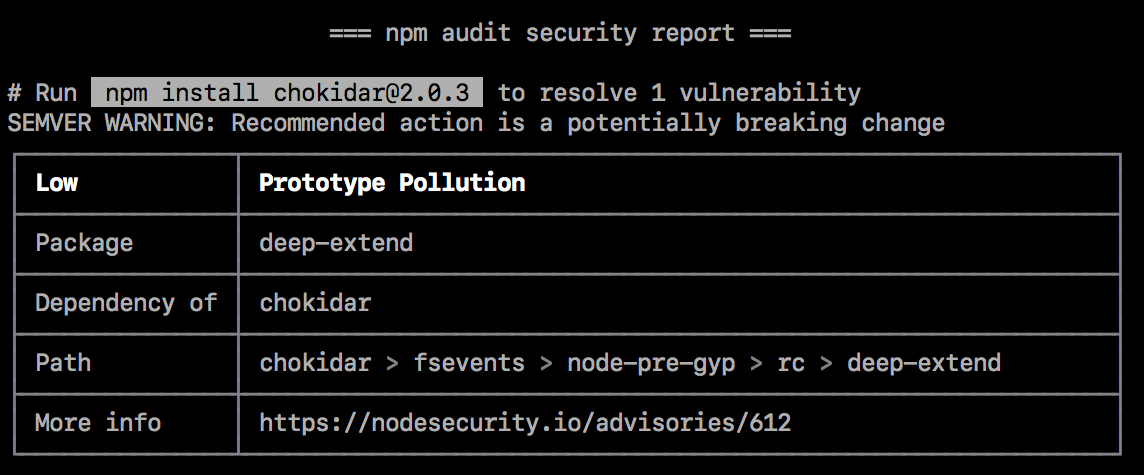 === npm audit security report ===
# Run npm install chokidar@2.0.3 to resolve 1 vulnerability
SEMVER WARNING: Recommended action is a potentially breaking change
Low Prototype Pollution
Package deep-extend
Dependency of chokidar
Path chokidar > fsevents > node-pre-gyp > rc > deep-extend
More info https://nodesecurity.io/advisories/612